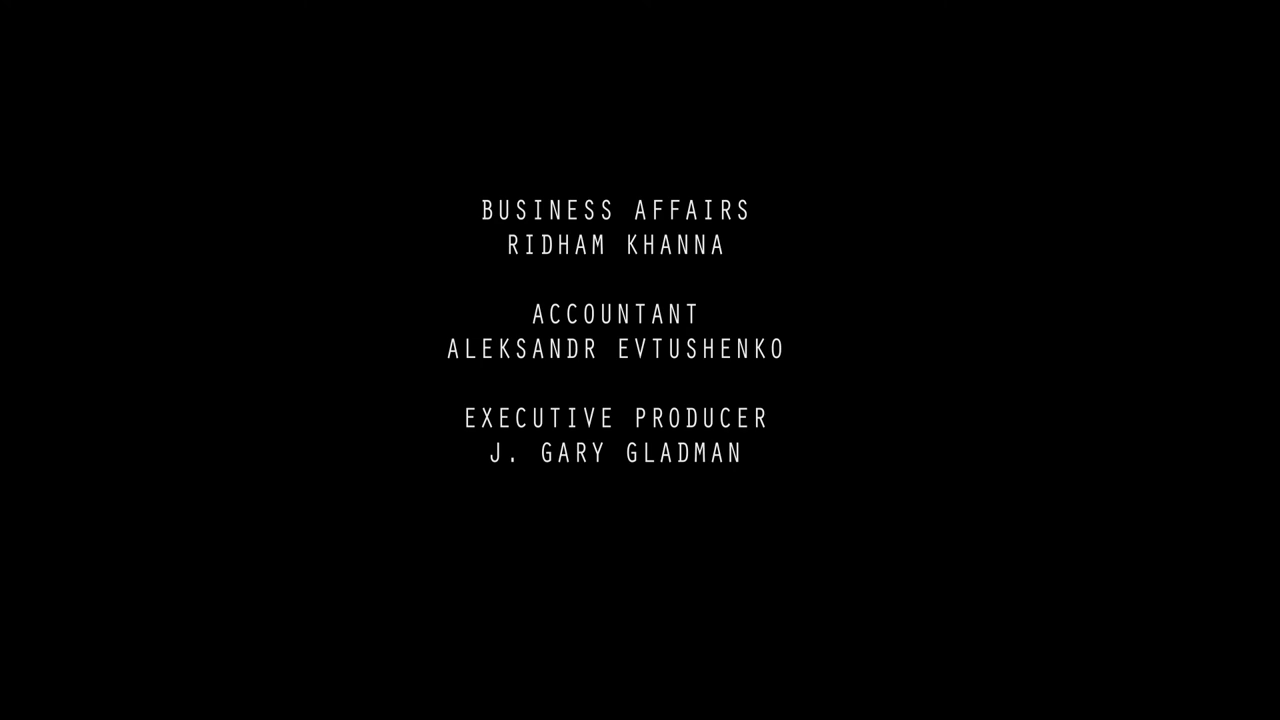 BUSINESS AFFAIRS
RIDHAM KHANNA
ACCOUNTANT
ALEKSANDR EVTUSHENKO
EXECUTIVE PRODUCER
J. GARY GLADMAN